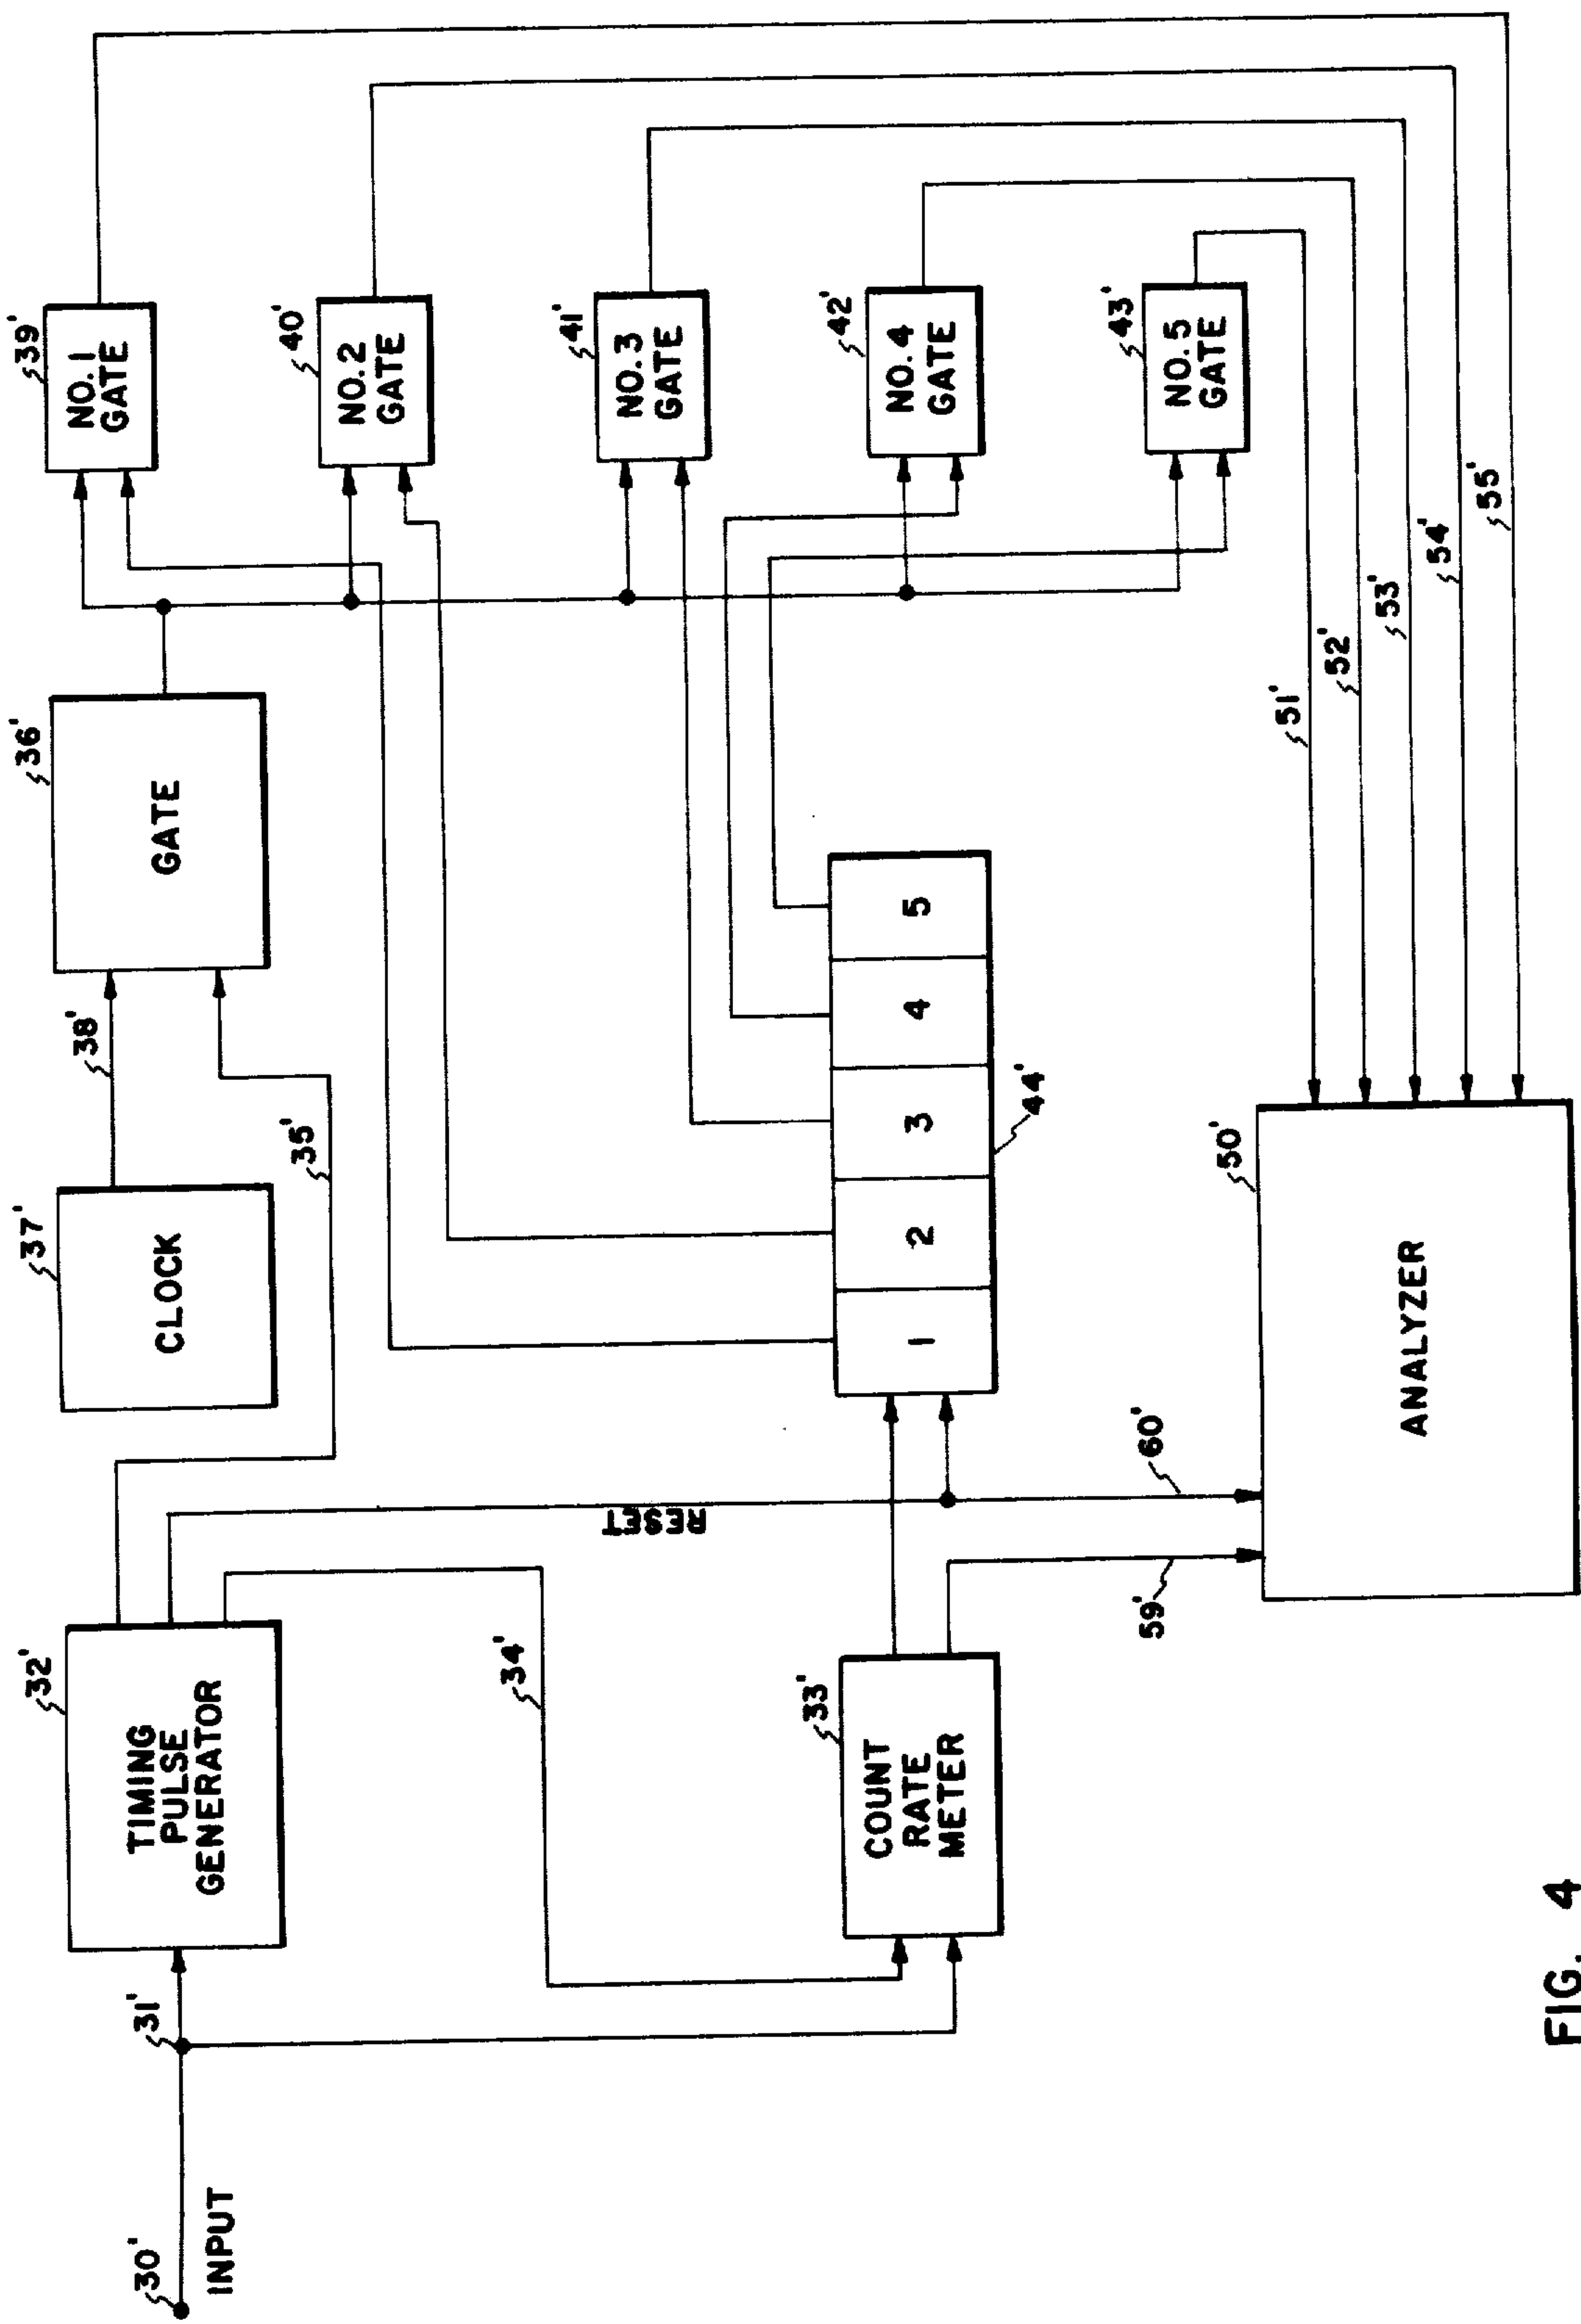 30'
INPUT
31'
32'
TIMING
PULSE
GENERATOR
34'
33'
COUNT
RATE
METER
RESET
59'
60'
37'
CLOCK
35'
38'
36'
GATE
1
2
3
4
5
44'
50'
ANALYZER
39'
NO. 1
GATE
40'
NO. 2
GATE
41'
NO. 3
GATE
42'
NO. 4
GATE
43'
NO. 5
GATE
51'
52'
53'
54'
55'
FIG. 4